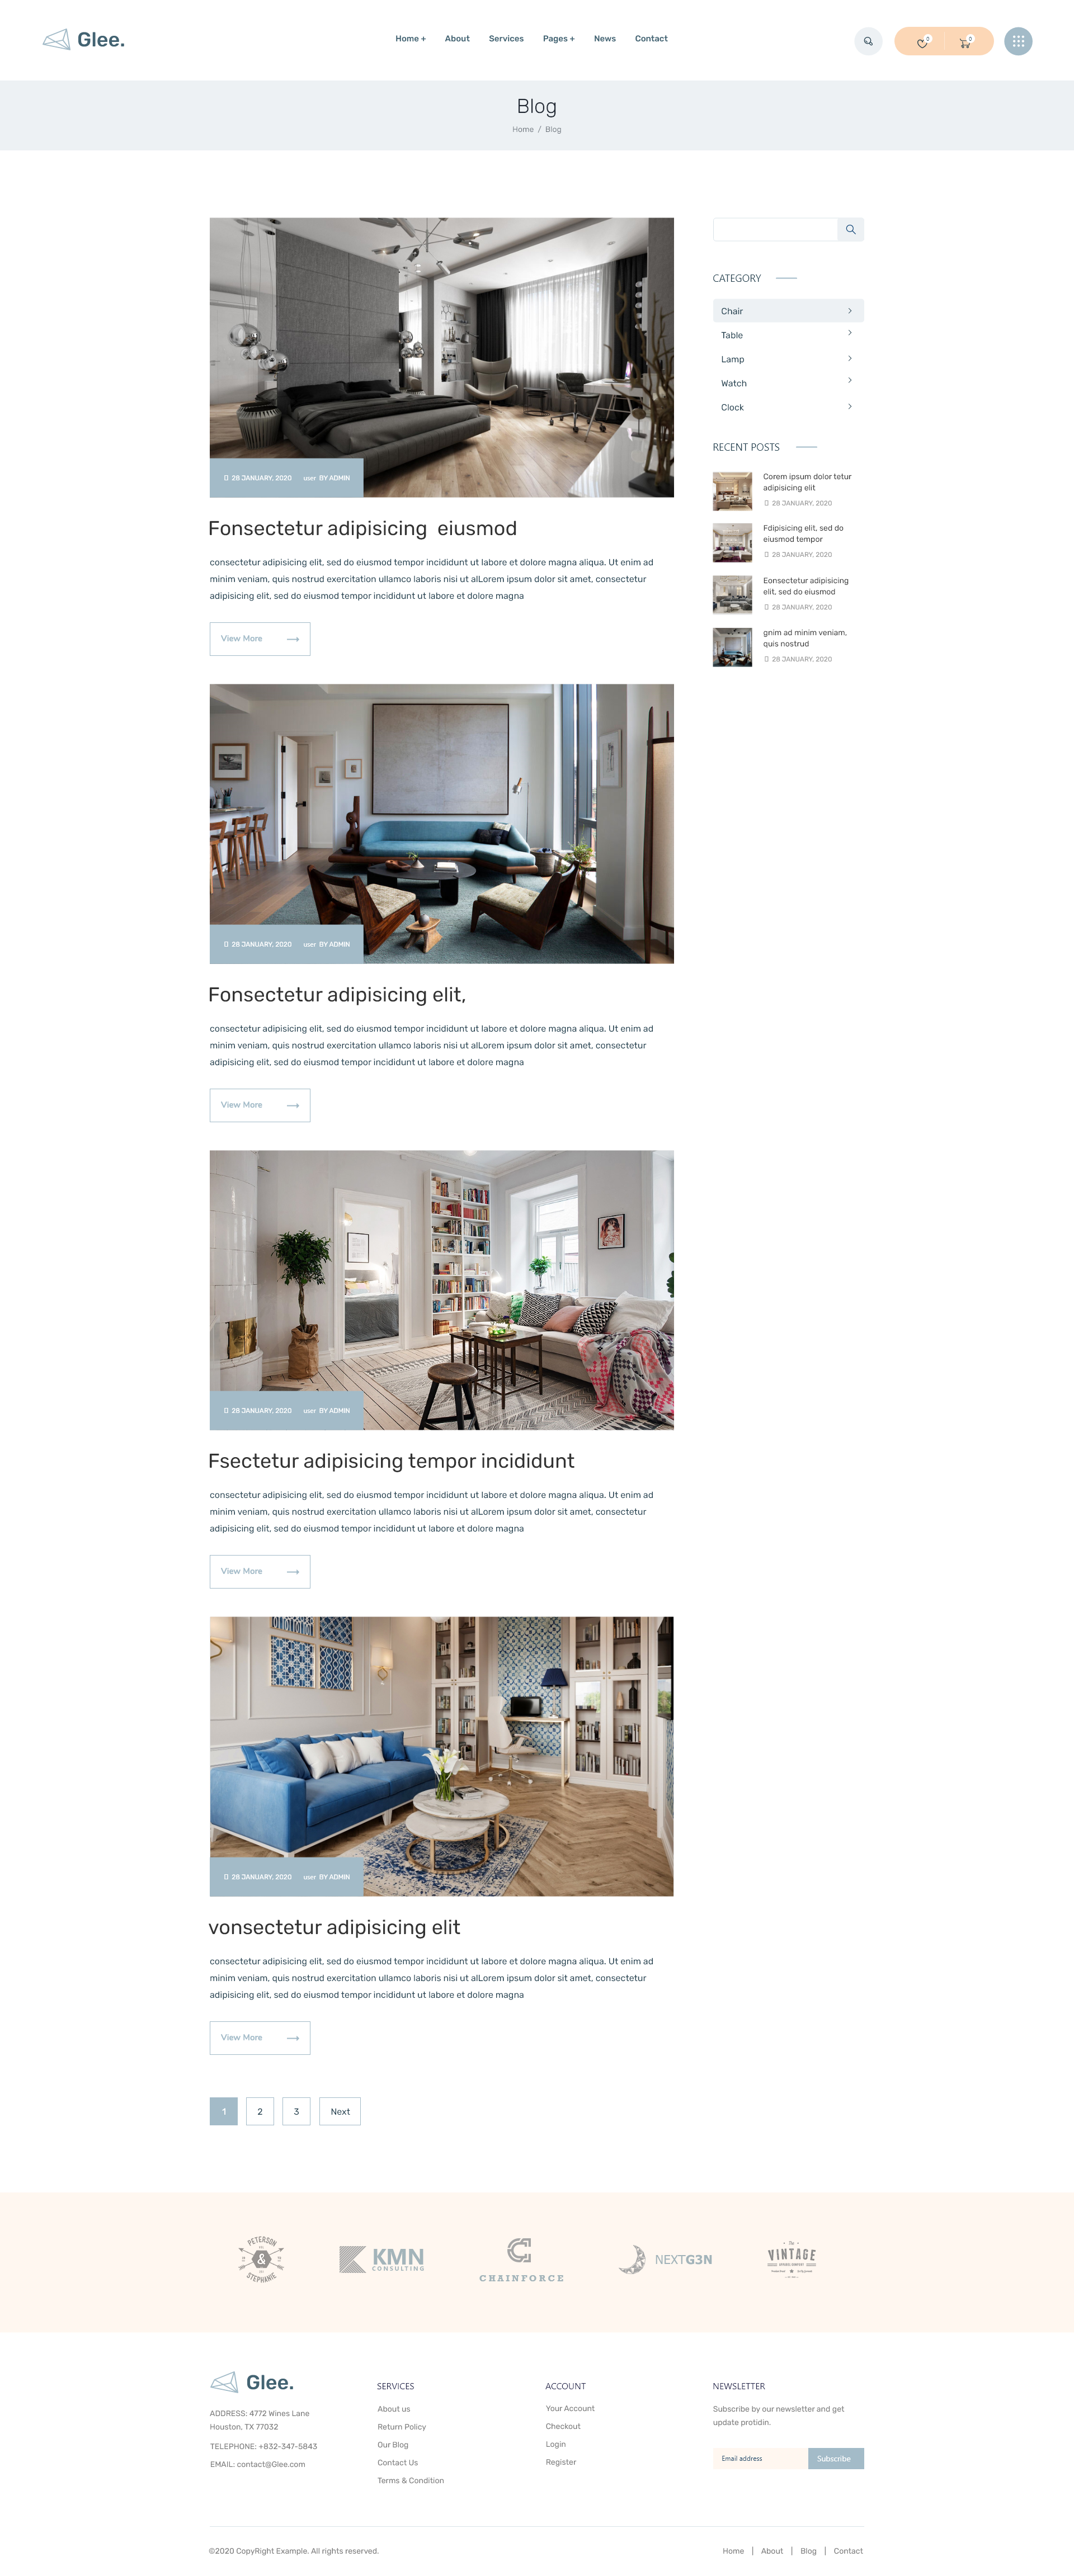 Glee.
Home + About Services Pages + News Contact
0 0
Blog
Home / Blog
28 JANUARY, 2020 user BY ADMIN
Fonsectetur adipisicing eiusmod
consectetur adipisicing elit, sed do eiusmod tempor incididunt ut labore et dolore magna aliqua. Ut enim ad
minim veniam, quis nostrud exercitation ullamco laboris nisi ut alLorem ipsum dolor sit amet, consectetur
adipisicing elit, sed do eiusmod tempor incididunt ut labore et dolore magna
View More
28 JANUARY, 2020 user BY ADMIN
Fonsectetur adipisicing elit,
consectetur adipisicing elit, sed do eiusmod tempor incididunt ut labore et dolore magna aliqua. Ut enim ad
minim veniam, quis nostrud exercitation ullamco laboris nisi ut alLorem ipsum dolor sit amet, consectetur
adipisicing elit, sed do eiusmod tempor incididunt ut labore et dolore magna
View More
28 JANUARY, 2020 user BY ADMIN
Fsectetur adipisicing tempor incididunt
consectetur adipisicing elit, sed do eiusmod tempor incididunt ut labore et dolore magna aliqua. Ut enim ad
minim veniam, quis nostrud exercitation ullamco laboris nisi ut alLorem ipsum dolor sit amet, consectetur
adipisicing elit, sed do eiusmod tempor incididunt ut labore et dolore magna
View More
28 JANUARY, 2020 user BY ADMIN
vonsectetur adipisicing elit
consectetur adipisicing elit, sed do eiusmod tempor incididunt ut labore et dolore magna aliqua. Ut enim ad
minim veniam, quis nostrud exercitation ullamco laboris nisi ut alLorem ipsum dolor sit amet, consectetur
adipisicing elit, sed do eiusmod tempor incididunt ut labore et dolore magna
View More
1 2 3 Next
CATEGORY
Chair
Table
Lamp
Watch
Clock
RECENT POSTS
Corem ipsum dolor tetur
adipisicing elit
28 JANUARY, 2020
Fdipisicing elit, sed do
eiusmod tempor
28 JANUARY, 2020
Eonsectetur adipisicing
elit, sed do eiusmod
28 JANUARY, 2020
gnim ad minim veniam,
quis nostrud
28 JANUARY, 2020
PETERSON
&
STEPHANIE
KMN
CONSULTING
CHAINFORCE
NEXTG3N
The
VINTAGE
Glee.
ADDRESS: 4772 Wines Lane
Houston, TX 77032
TELEPHONE: +832-347-5843
EMAIL: contact@Glee.com
SERVICES
About us
Return Policy
Our Blog
Contact Us
Terms & Condition
ACCOUNT
Your Account
Checkout
Login
Register
NEWSLETTER
Subscribe by our newsletter and get
update protidin.
Email address Subscribe
©2020 CopyRight Example. All rights reserved.
Home | About | Blog | Contact